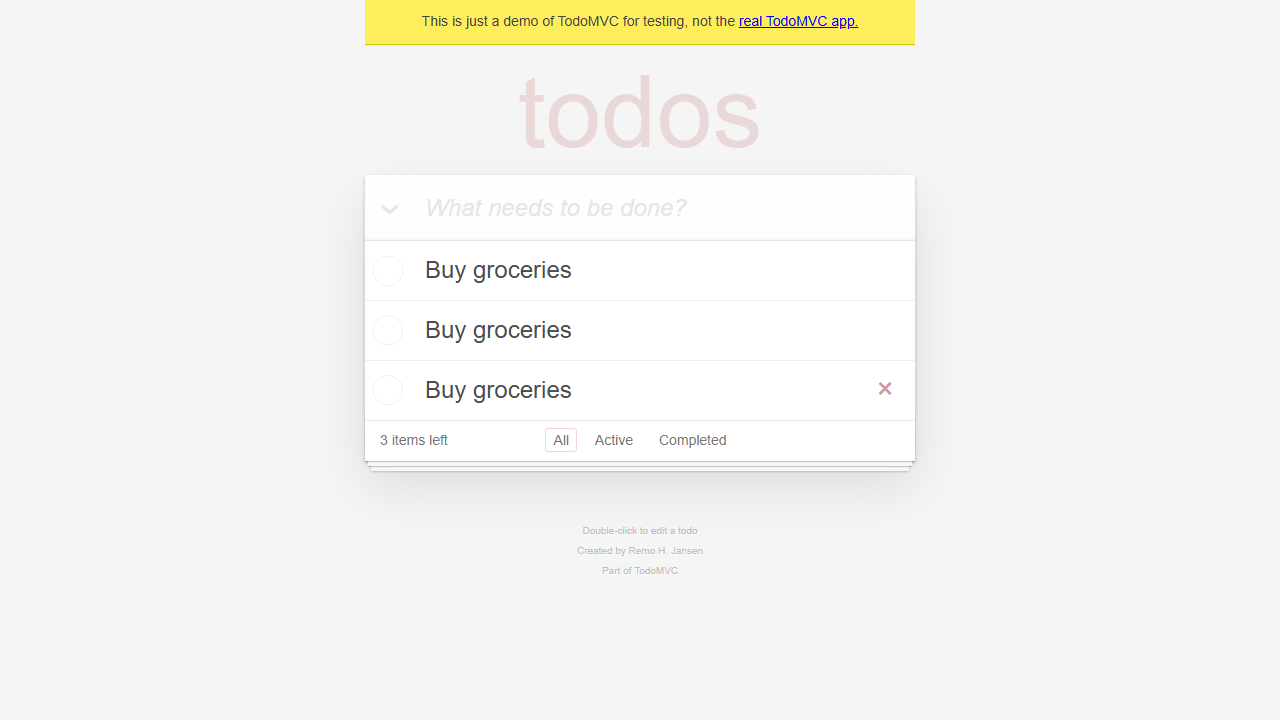 This is just a demo of TodoMVC for testing, not the real TodoMVC app.
todos
What needs to be done?
Buy groceries
Buy groceries
Buy groceries
3 items left All Active Completed
Double-click to edit a todo
Created by Remo H. Jansen
Part of TodoMVC